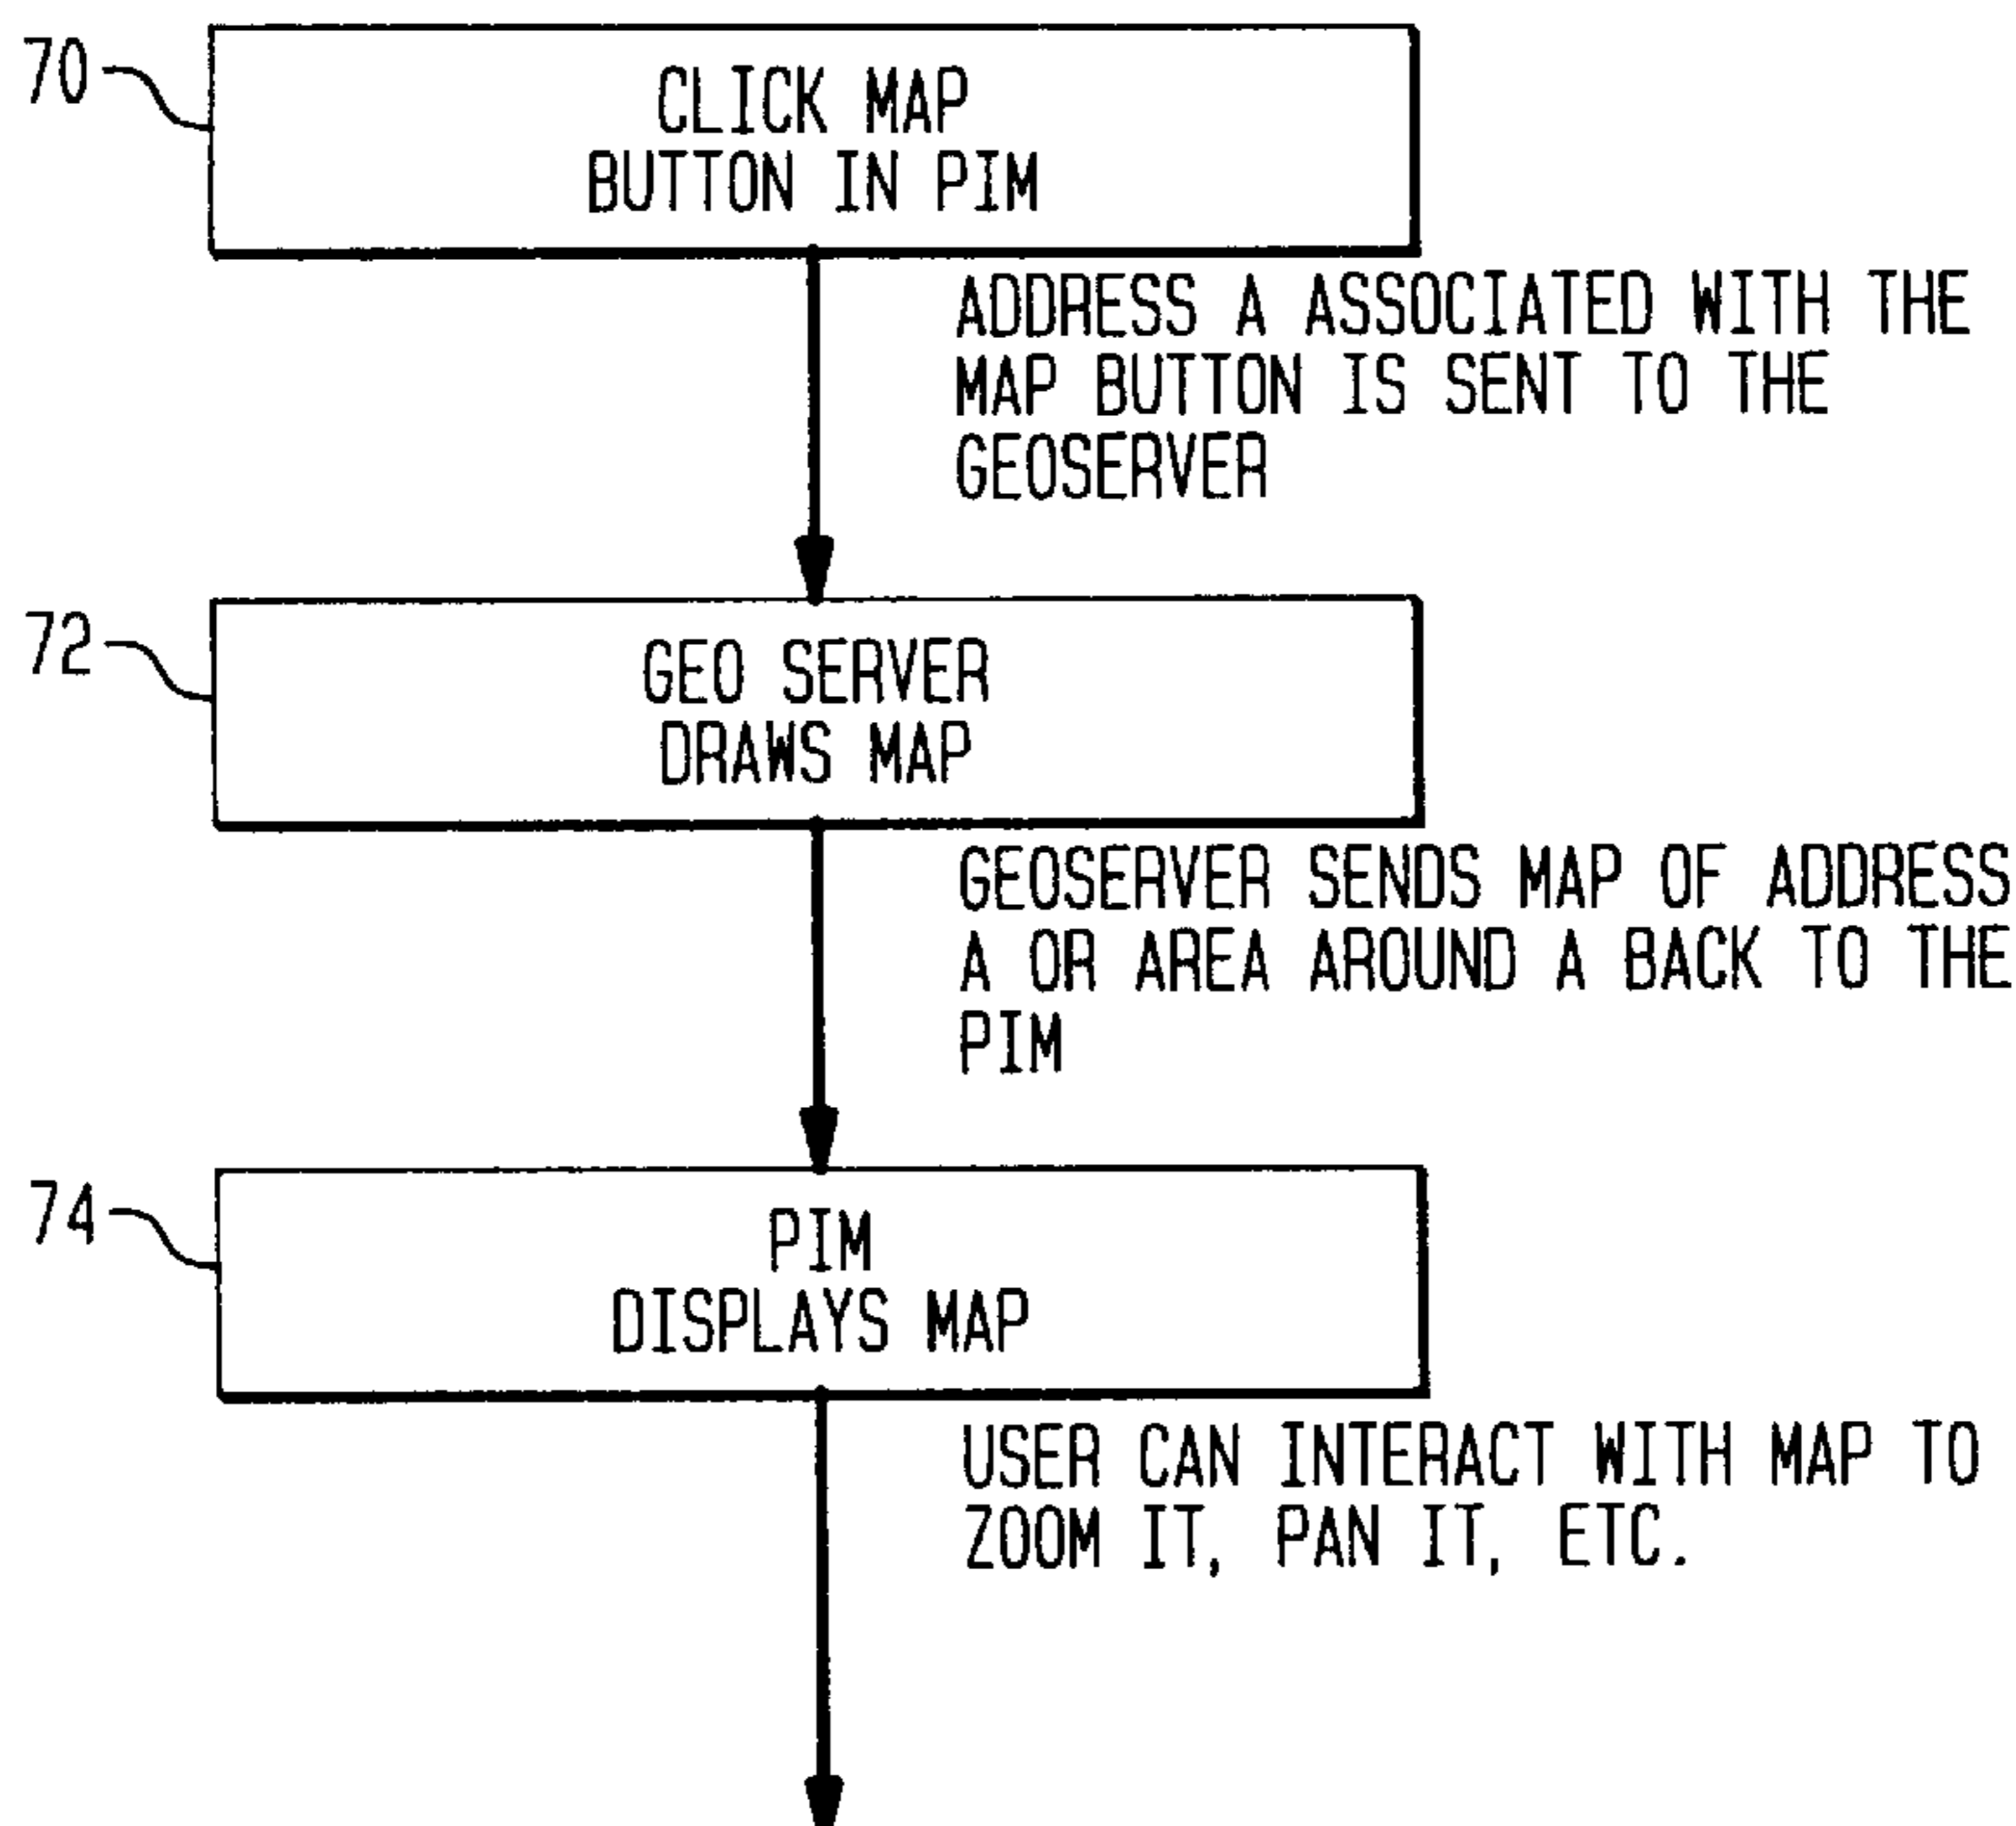 70
CLICK MAP
BUTTON IN PIM
ADDRESS A ASSOCIATED WITH THE
MAP BUTTON IS SENT TO THE
GEOSERVER
72
GEO SERVER
DRAWS MAP
GEOSERVER SENDS MAP OF ADDRESS
A OR AREA AROUND A BACK TO THE
PIM
74
PIM
DISPLAYS MAP
USER CAN INTERACT WITH MAP TO
ZOOM IT, PAN IT, ETC.